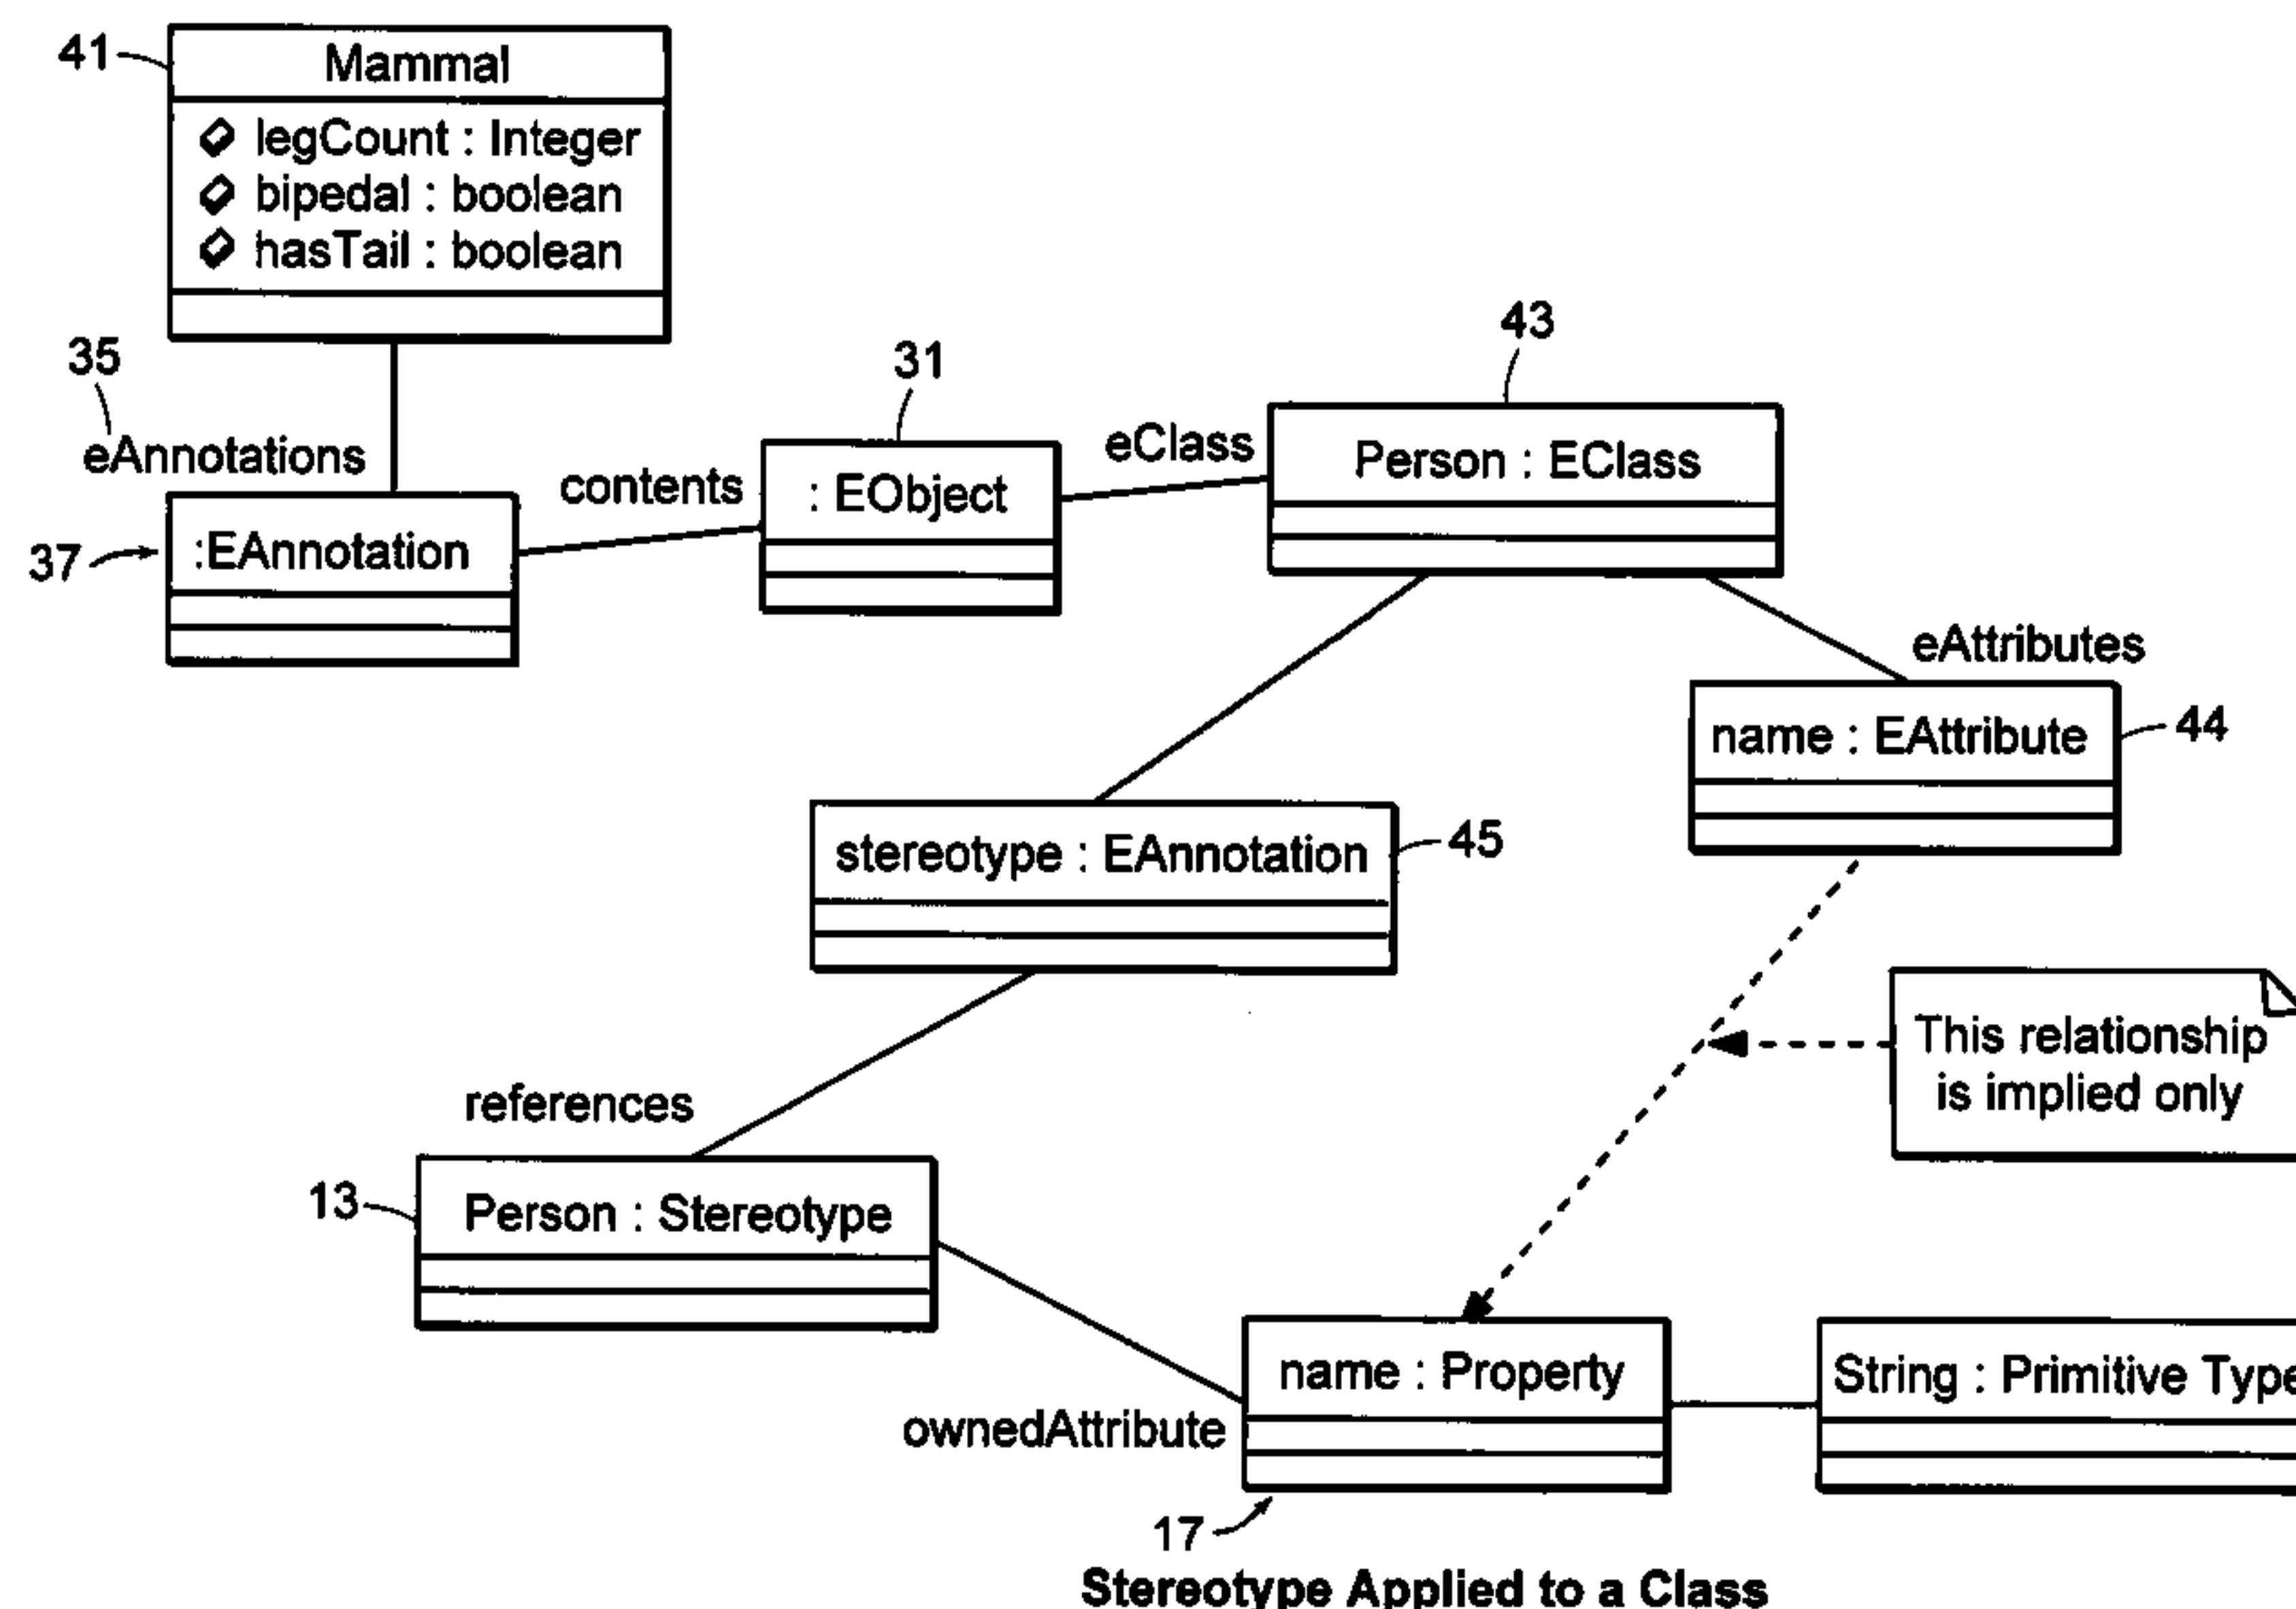 41
Mammal
legCount : Integer
bipedal : boolean
hasTail : boolean
35
eAnnotations
37
:EAnnotation
contents
31
: EObject
eClass
43
Person : EClass
eAttributes
name : EAttribute
44
stereotype : EAnnotation
45
This relationship
is implied only
references
13
Person : Stereotype
ownedAttribute
name : Property
String : Primitive Type
17
Stereotype Applied to a Class